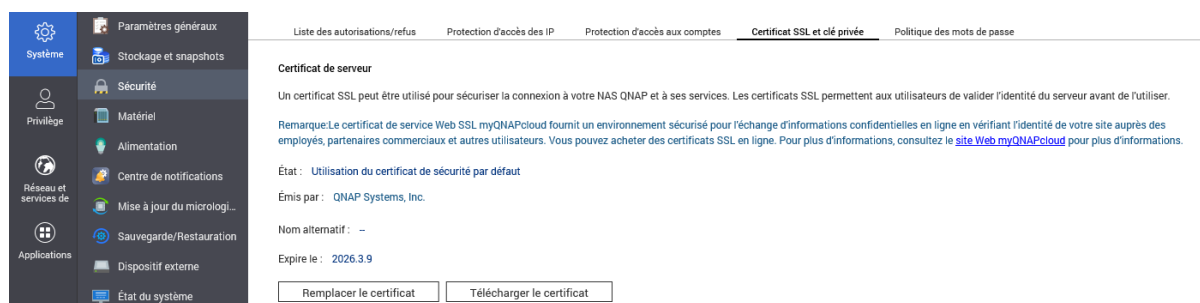 Système
Privilège
Réseau et
services de
Applications
Paramètres généraux
Stockage et snapshots
Sécurité
Matériel
Alimentation
Centre de notifications
Mise à jour du micrologi...
Sauvegarde/Restauration
Dispositif externe
État du système
Liste des autorisations/refus Protection d'accès des IP Protection d'accès aux comptes Certificat SSL et clé privée Politique des mots de passe
Certificat de serveur
Un certificat SSL peut être utilisé pour sécuriser la connexion à votre NAS QNAP et à ses services. Les certificats SSL permettent aux utilisateurs de valider l'identité du serveur avant de l'utiliser.
Remarque:Le certificat de service Web SSL myQNAPcloud fournit un environnement sécurisé pour l'échange d'informations confidentielles en ligne en vérifiant l'identité de votre site auprès des
employés, partenaires commerciaux et autres utilisateurs. Vous pouvez acheter des certificats SSL en ligne. Pour plus d'informations, consultez le site Web myQNAPcloud pour plus d'informations.
État : Utilisation du certificat de sécurité par défaut
Émis par : QNAP Systems, Inc.
Nom alternatif : --
Expire le : 2026.3.9
Remplacer le certificat Télécharger le certificat